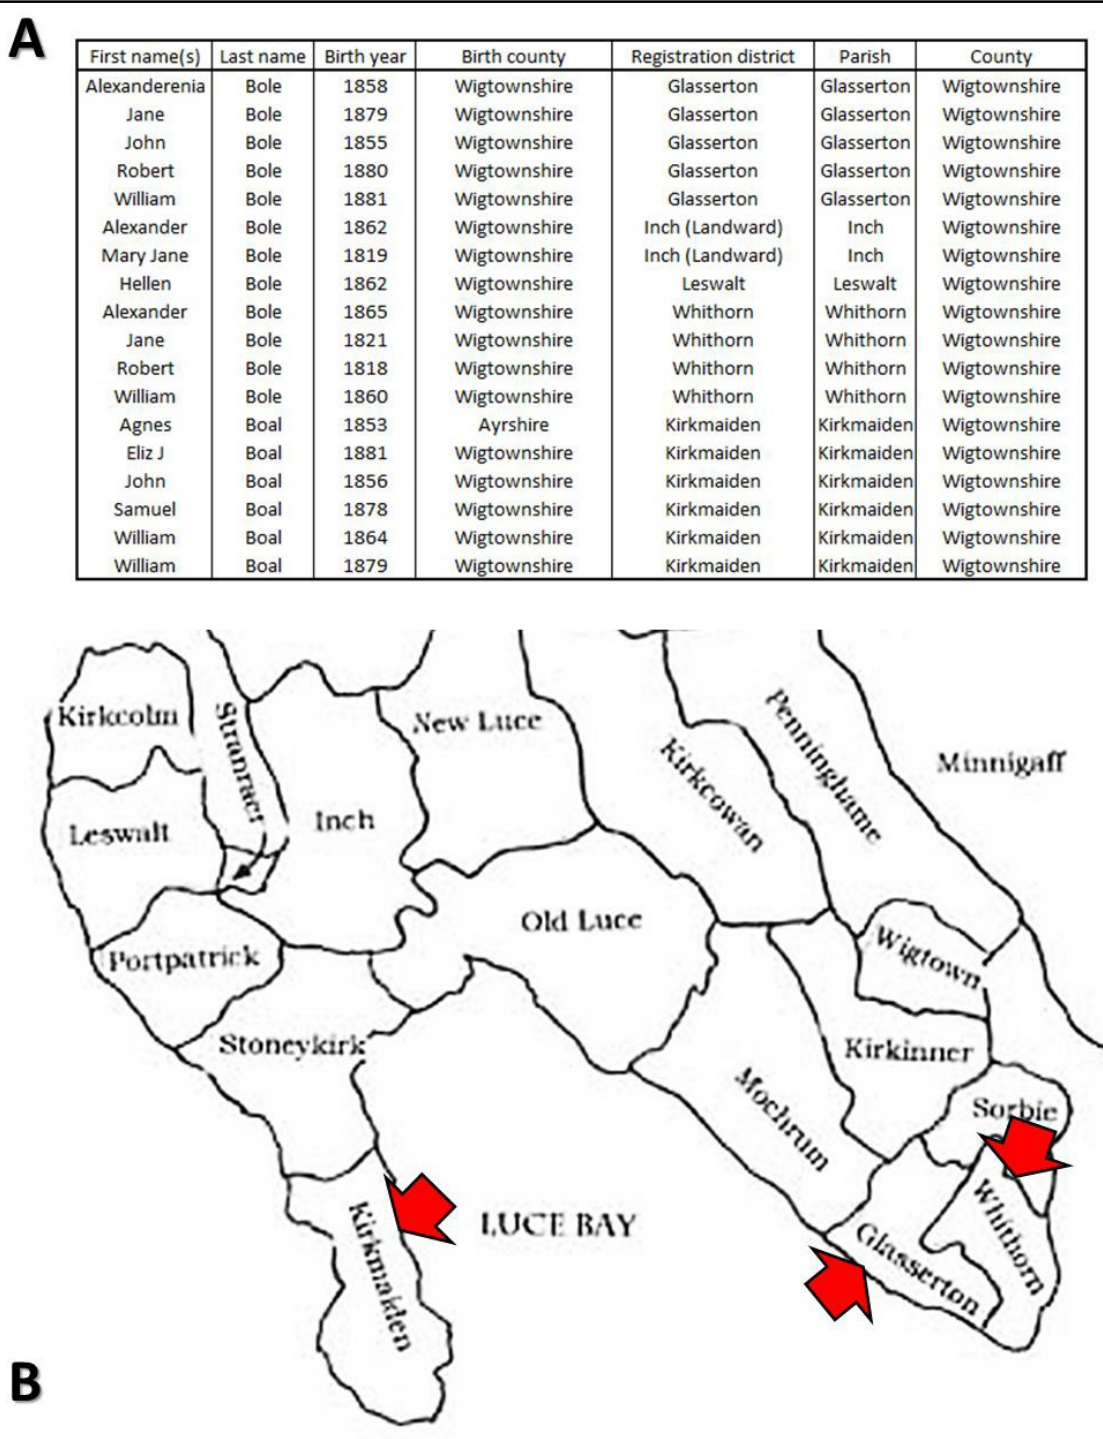 A
First name(s) Last name Birth year Birth county Registration district Parish County
Alexanderenia Bole 1858 Wigtownshire Glasserton Glasserton Wigtownshire
Jane Bole 1879 Wigtownshire Glasserton Glasserton Wigtownshire
John Bole 1855 Wigtownshire Glasserton Glasserton Wigtownshire
Robert Bole 1880 Wigtownshire Glasserton Glasserton Wigtownshire
William Bole 1881 Wigtownshire Glasserton Glasserton Wigtownshire
Alexander Bole 1862 Wigtownshire Inch (Landward) Inch Wigtownshire
Mary Jane Bole 1819 Wigtownshire Inch (Landward) Inch Wigtownshire
Hellen Bole 1862 Wigtownshire Leswalt Leswalt Wigtownshire
Alexander Bole 1865 Wigtownshire Whithorn Whithorn Wigtownshire
Jane Bole 1821 Wigtownshire Whithorn Whithorn Wigtownshire
Robert Bole 1818 Wigtownshire Whithorn Whithorn Wigtownshire
William Bole 1860 Wigtownshire Whithorn Whithorn Wigtownshire
Agnes Boal 1853 Ayrshire Kirkmaiden Kirkmaiden Wigtownshire
Eliz J Boal 1881 Wigtownshire Kirkmaiden Kirkmaiden Wigtownshire
John Boal 1856 Wigtownshire Kirkmaiden Kirkmaiden Wigtownshire
Samuel Boal 1878 Wigtownshire Kirkmaiden Kirkmaiden Wigtownshire
William Boal 1864 Wigtownshire Kirkmaiden Kirkmaiden Wigtownshire
William Boal 1879 Wigtownshire Kirkmaiden Kirkmaiden Wigtownshire
Kirkcolm
Stranraer
New Luce
Penninghame
Minnigaff
Kirkcowan
Leswalt
Inch
Old Luce
Portpatrick
Wigtown
Stoneykirk
Kirkinner
Mochrum
Sorbie
Whithorn
Kirkmaiden
LUCE BAY
Glasserton
B